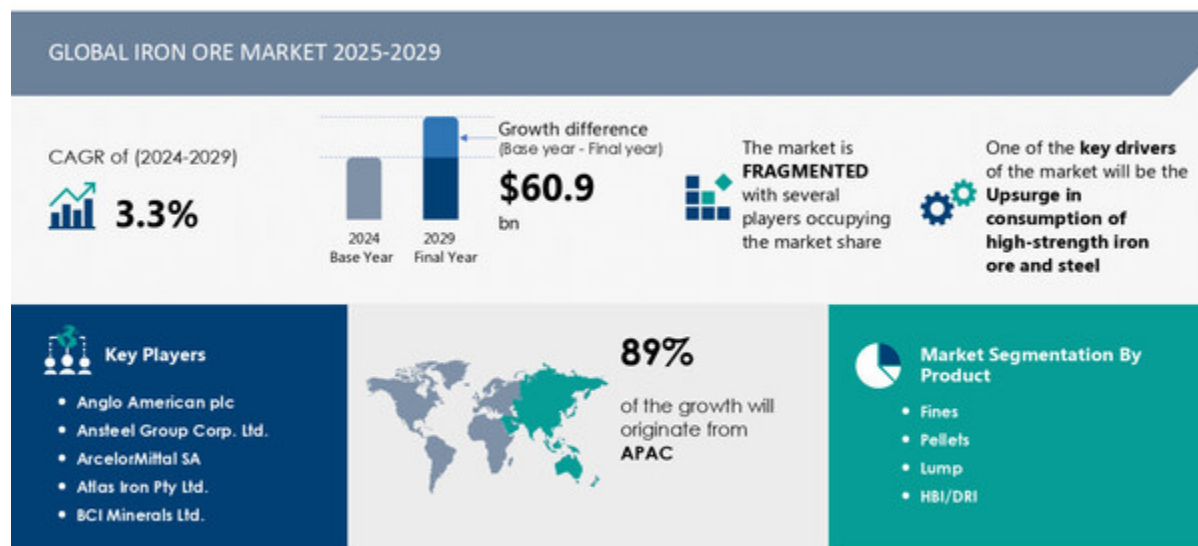 GLOBAL IRON ORE MARKET 2025-2029
CAGR of (2024-2029)
3.3%
2024
Base Year
2029
Final Year
Growth difference
(Base year - Final year)
$60.9
bn
The market is
FRAGMENTED
with several
players occupying
the market share
One of the key drivers
of the market will be the
Upsurge in
consumption of
high-strength iron
ore and steel
Key Players
• Anglo American plc
• Ansteel Group Corp. Ltd.
• ArcelorMittal SA
• Atlas Iron Pty Ltd.
• BCI Minerals Ltd.
89%
of the growth will
originate from
APAC
Market Segmentation By
Product
• Fines
• Pellets
• Lump
• HBI/DRI